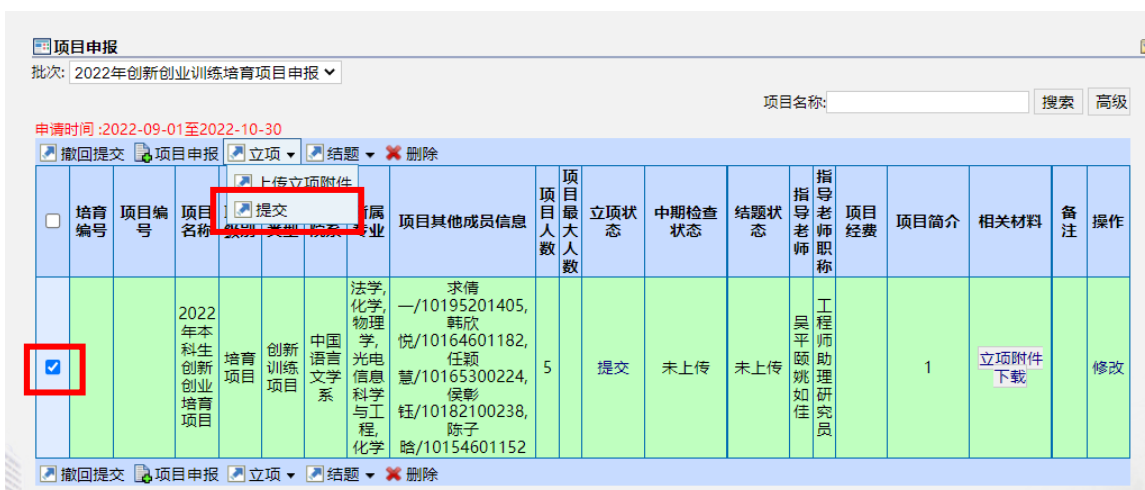 项目申报
批次: 2022年创新创业训练培育项目申报
项目名称: 搜索 高级
申请时间 :2022-09-01至2022-10-30
撤回提交 项目申报 立项 结题 删除
上传立项附件
提交
培育编号 项目编号 项目名称 级别 类型 院系 所属专业 项目其他成员信息 项目人数 项目最大人数 立项状态 中期检查状态 结题状态 指导老师 指导老师职称 项目经费 项目简介 相关材料 备注 操作
2022年本科生创新创业培育项目 培育项目 创新训练项目 中国语言文学系 法学,化学,物理学,光电信息科学与工程,化学 求倩一/10195201405,韩欣悦/10164601182,任颖慧/10165300224,侯彰钰/10182100238,陈子晗/10154601152 5 提交 未上传 未上传 吴平颐姚如佳 工程师助理研究员 1 立项附件下载 修改
撤回提交 项目申报 立项 结题 删除